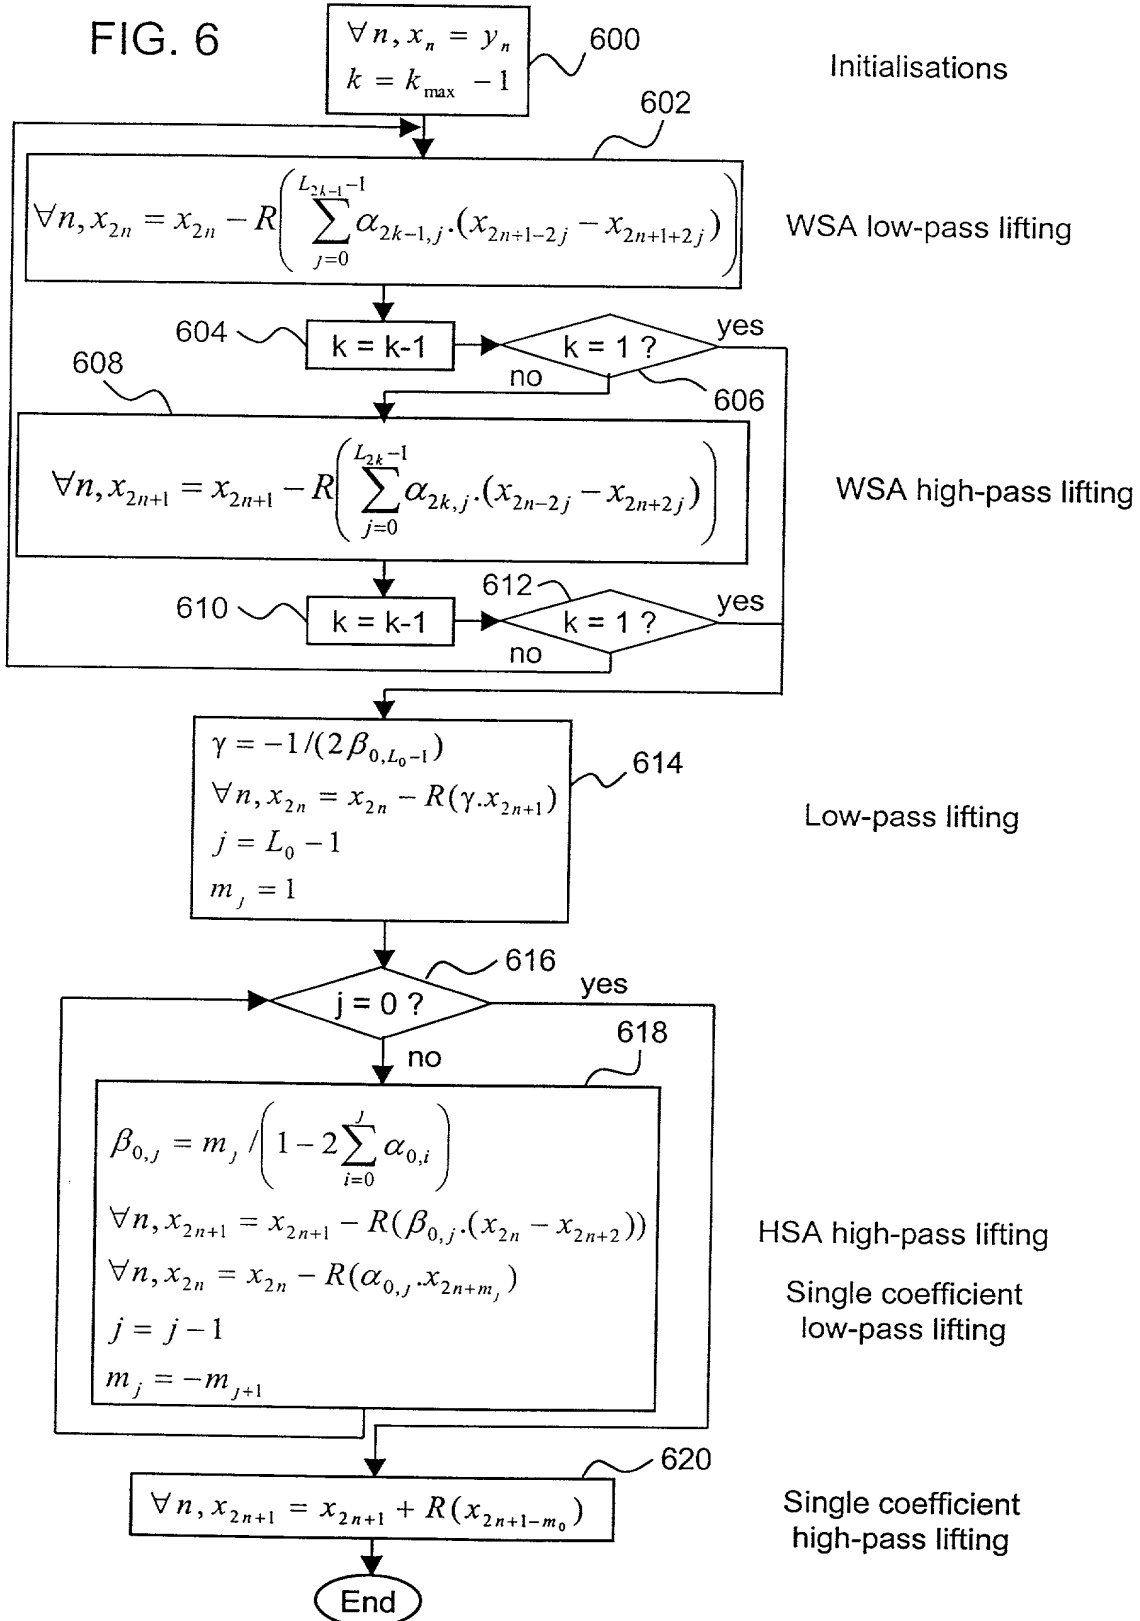 FIG. 6
∀n, x_n = y_n
k = k_max − 1
600
Initialisations
602
∀n, x_{2n} = x_{2n} − R(∑_{j=0}^{L_{2k−1}−1} α_{2k−1,j}.(x_{2n+1−2j} − x_{2n+1+2j}))
WSA low-pass lifting
604
k = k-1
k = 1 ?
yes
no
606
608
∀n, x_{2n+1} = x_{2n+1} − R(∑_{j=0}^{L_{2k}−1} α_{2k,j}.(x_{2n−2j} − x_{2n+2j}))
WSA high-pass lifting
610
k = k-1
612
k = 1 ?
yes
no
γ = −1/(2β_{0,L_0−1})
∀n, x_{2n} = x_{2n} − R(γ.x_{2n+1})
j = L_0 − 1
m_j = 1
614
Low-pass lifting
616
j = 0 ?
yes
no
618
β_{0,j} = m_j /(1 − 2∑_{i=0}^{j} α_{0,i})
∀n, x_{2n+1} = x_{2n+1} − R(β_{0,j}.(x_{2n} − x_{2n+2}))
HSA high-pass lifting
∀n, x_{2n} = x_{2n} − R(α_{0,j}.x_{2n+m_j})
Single coefficient
low-pass lifting
j = j − 1
m_j = −m_{j+1}
620
∀n, x_{2n+1} = x_{2n+1} + R(x_{2n+1−m_0})
Single coefficient
high-pass lifting
End